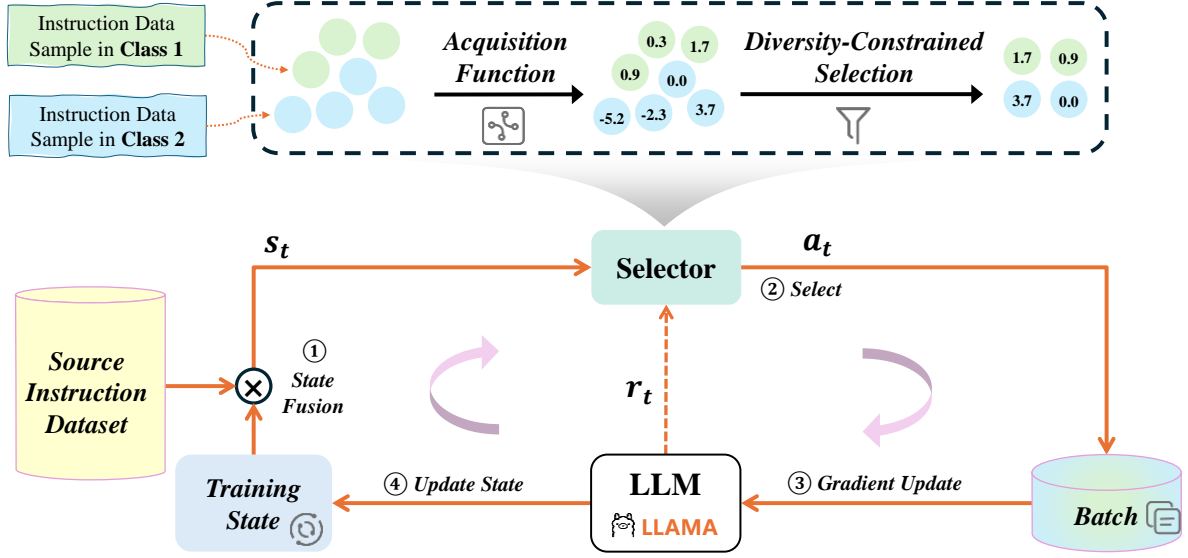 Instruction Data
Sample in Class 1
Instruction Data
Sample in Class 2
Acquisition
Function
0.3
1.7
0.9
0.0
-5.2
-2.3
3.7
Diversity-Constrained
Selection
1.7
0.9
3.7
0.0
s_t
Selector
a_t
② Select
Source
Instruction
Dataset
①
State
Fusion
r_t
Training
State
④ Update State
LLM
LLAMA
③ Gradient Update
Batch